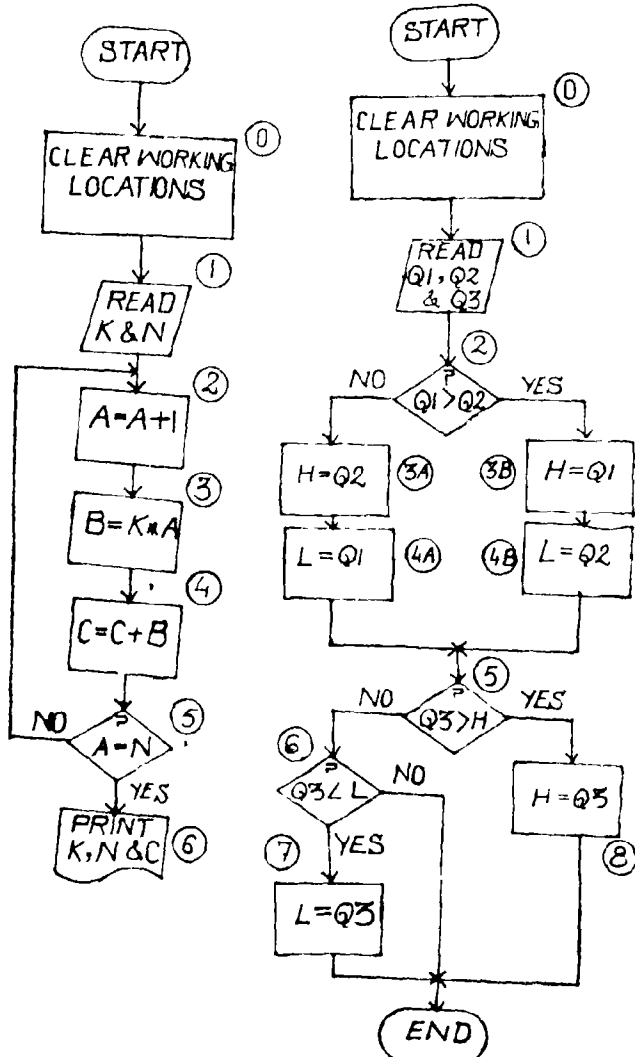 START
0
CLEAR WORKING
LOCATIONS
1
READ
K & N
2
A=A+1
3
B=K*A
4
C=C+B
5
?
A=N
NO
YES
PRINT
K, N & C
6
START
0
CLEAR WORKING
LOCATIONS
1
READ
Q1, Q2
& Q3
2
?
Q1>Q2
NO
YES
H=Q2
3A
3B
H=Q1
L=Q1
4A
4B
L=Q2
5
?
Q3>H
NO
YES
6
?
Q3<L
NO
YES
H=Q3
8
7
L=Q3
END